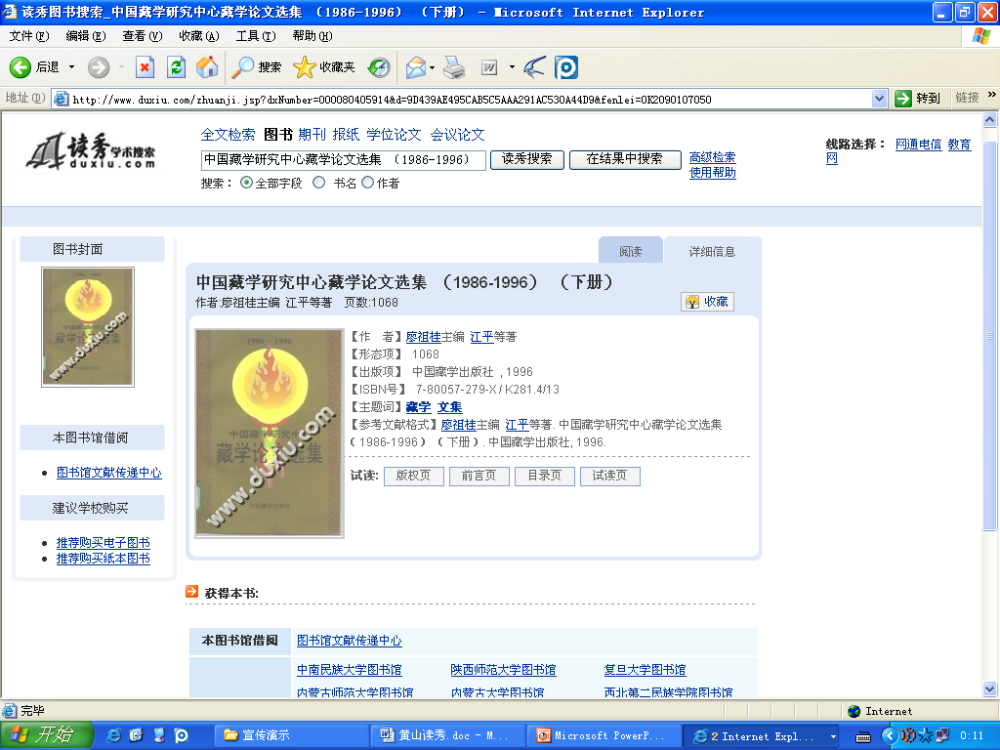 读秀图书搜索_中国藏学研究中心藏学论文选集 （1986-1996） （下册） - Microsoft Internet Explorer
文件(F) 编辑(E) 查看(V) 收藏(A) 工具(T) 帮助(H)
后退 搜索 收藏夹
地址(D) http://www.duxiu.com/zhuanji.jsp?dxNumber=000080405914&d=9D439AE495CAB5C5AAA291AC530A44D9&fenlei=0K2090107050 转到 链接 »
读秀学术搜索
duxiu.com
全文检索 图书 期刊 报纸 学位论文 会议论文
中国藏学研究中心藏学论文选集 （1986-1996） 读秀搜索 在结果中搜索 高级检索
使用帮助
搜索： 全部字段 书名 作者
线路选择： 网通电信 教育网
图书封面
www.duxiu.com
本图书馆借阅
图书馆文献传递中心
建议学校购买
推荐购买电子图书
推荐购买纸本图书
阅读 详细信息
中国藏学研究中心藏学论文选集 （1986-1996） （下册）
作者:廖祖桂主编 江平等著 页数:1068
收藏
1986—1996
中国藏学研究中心
藏学论文选集
www.duxiu.com
【作 者】廖祖桂主编 江平等著
【形态项】 1068
【出版项】 中国藏学出版社 , 1996
【ISBN号】 7-80057-279-X / K281.4/13
【主题词】藏学 文集
【参考文献格式】廖祖桂主编 江平等著. 中国藏学研究中心藏学论文选集
（1986-1996） （下册）. 中国藏学出版社, 1996.
试读: 版权页 前言页 目录页 试读页
获得本书:
本图书馆借阅 图书馆文献传递中心
中南民族大学图书馆 陕西师范大学图书馆 复旦大学图书馆
内蒙古师范大学图书馆 内蒙古大学图书馆 西北第二民族学院图书馆
完毕 Internet
开始 宣传演示 黄山读秀.doc - M... Microsoft PowerP... 2 Internet Expl... 0:11